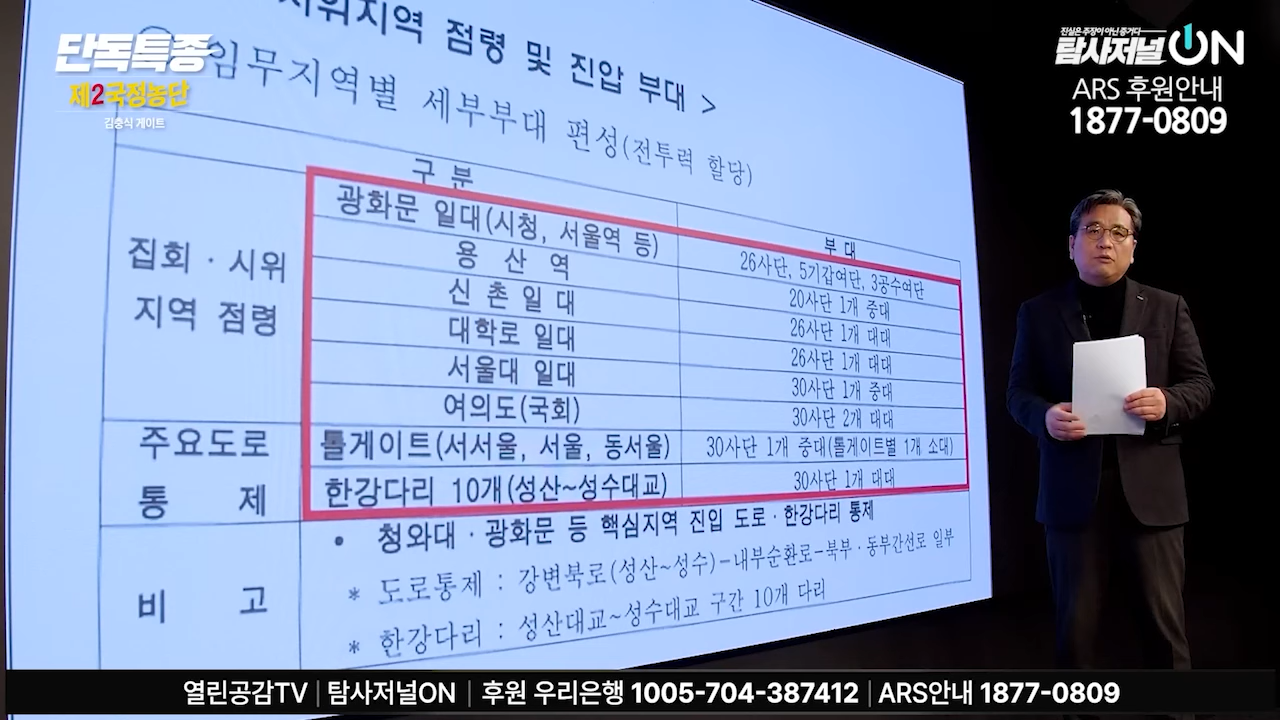 단독특종
제2국정농단
김충식 게이트
진실은 주장이 아닌 증거다
탐사저널ON
ARS 후원안내
1877-0809
시위지역 점령 및 진압 부대 >
임무지역별 세부부대 편성(전투력 할당)
구 분
부 대
집회 · 시위
지역 점령
광화문 일대(시청, 서울역 등)
26사단, 5기갑여단, 3공수여단
용 산 역
20사단 1개 중대
신 촌 일 대
26사단 1개 대대
대학로 일대
26사단 1개 대대
서울대 일대
30사단 1개 중대
여의도(국회)
30사단 2개 대대
주요도로
통 제
톨게이트(서서울, 서울, 동서울)
30사단 1개 중대(톨게이트별 1개 소대)
한강다리 10개(성산~성수대교)
30사단 1개 대대
비 고
• 청와대 · 광화문 등 핵심지역 진입 도로 · 한강다리 통제
* 도로통제 : 강변북로(성산~성수)-내부순환로-북부 · 동부간선로 일부
* 한강다리 : 성산대교~성수대교 구간 10개 다리
열린공감TV | 탐사저널ON | 후원 우리은행 1005-704-387412 | ARS안내 1877-0809